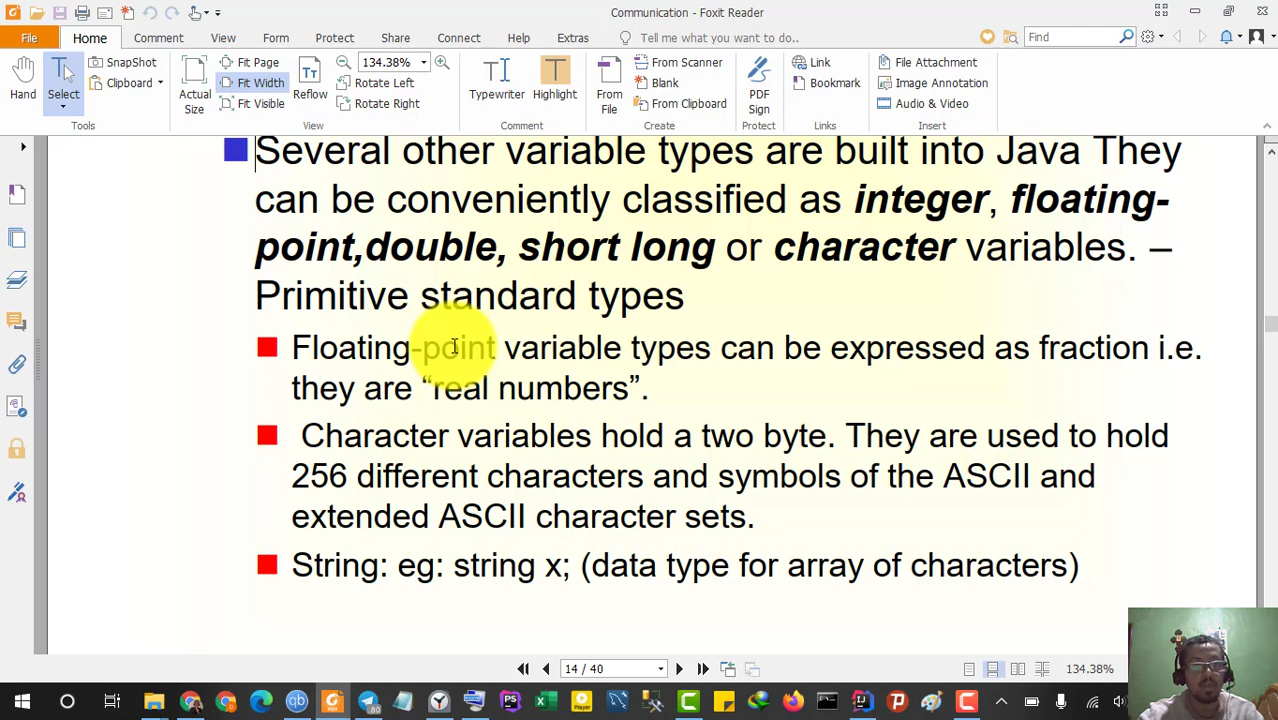 Communication - Foxit Reader
File Home Comment View Form Protect Share Connect Help Extras Tell me what you want to do... Find
Hand
Select
SnapShot
Clipboard
Tools
Actual
Size
Fit Page
Fit Width
Fit Visible
Reflow
134.38%
Rotate Left
Rotate Right
View
Typewriter
Highlight
Comment
From
File
From Scanner
Blank
From Clipboard
Create
PDF
Sign
Protect
Link
Bookmark
Links
File Attachment
Image Annotation
Audio & Video
Insert
Several other variable types are built into Java They
can be conveniently classified as integer, floating-
point,double, short long or character variables. –
Primitive standard types
Floating-point variable types can be expressed as fraction i.e.
they are “real numbers”.
Character variables hold a two byte. They are used to hold
256 different characters and symbols of the ASCII and
extended ASCII character sets.
String: eg: string x; (data type for array of characters)
14 / 40
134.38%